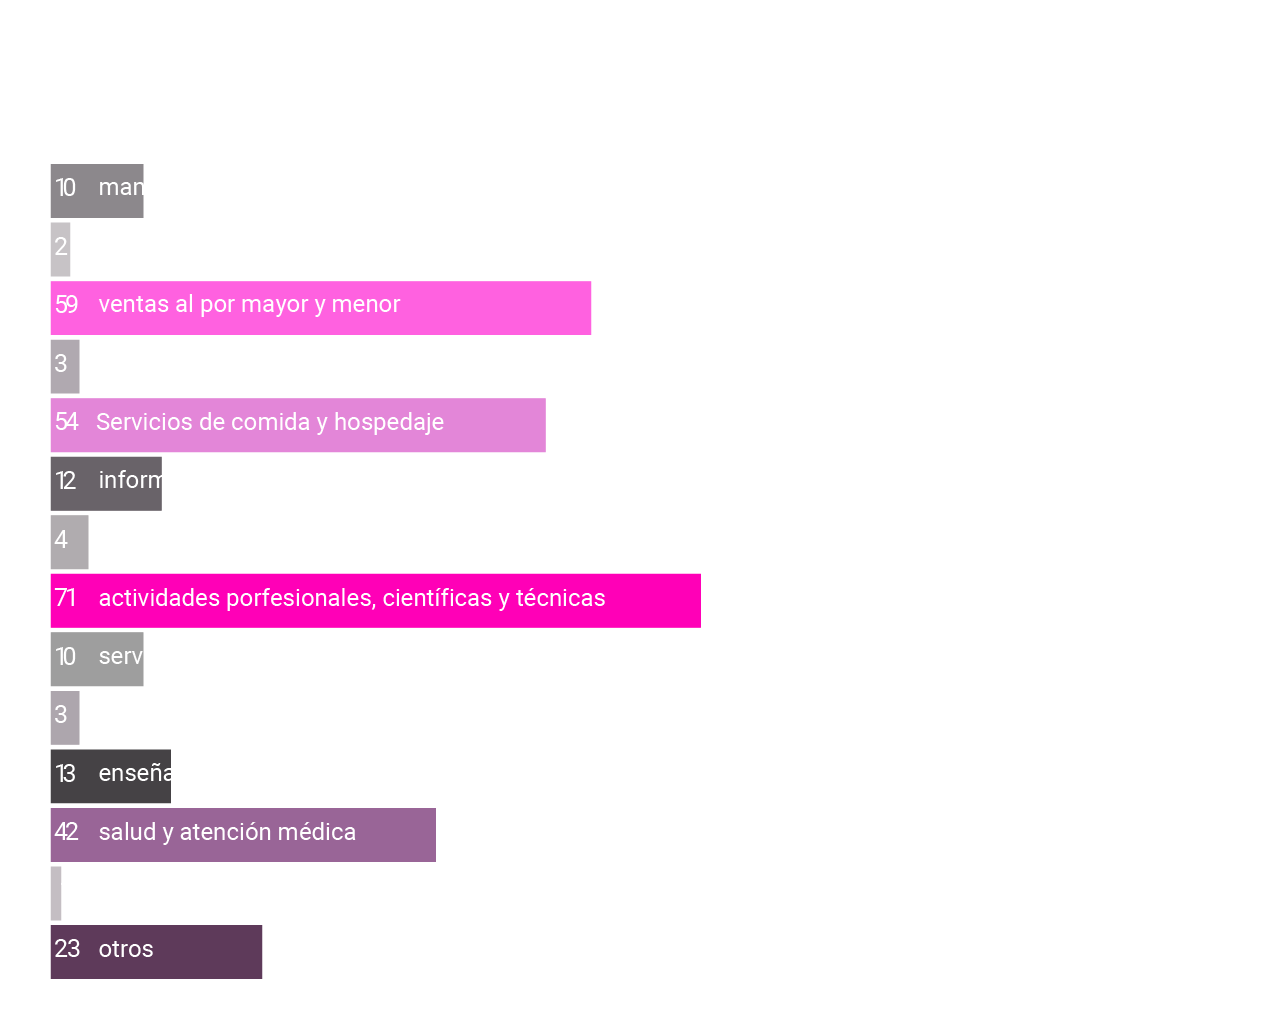 10 man
2
59 ventas al por mayor y menor
3
54 Servicios de comida y hospedaje
12 inform
4
71 actividades porfesionales, científicas y técnicas
10 serv
3
13 enseña
42 salud y atención médica
23 otros